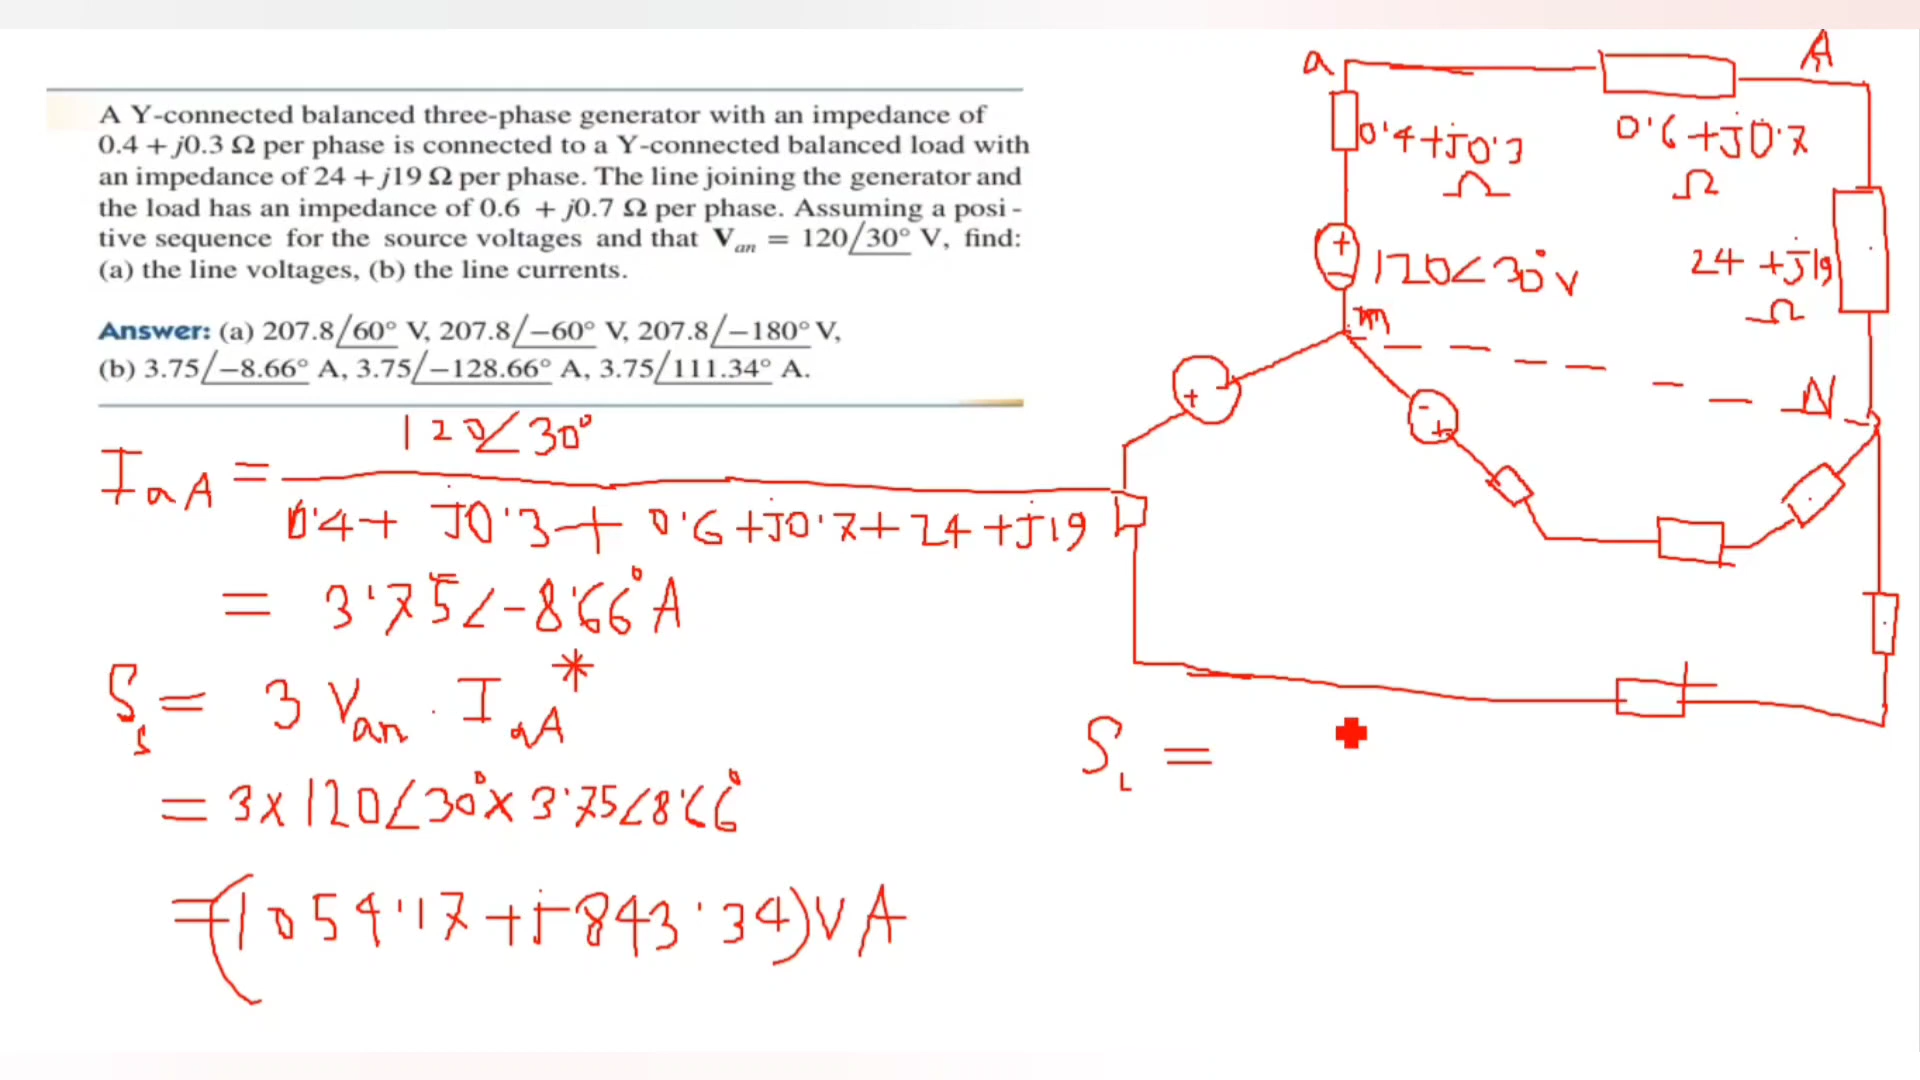 A Y-connected balanced three-phase generator with an impedance of
0.4 + j0.3 Ω per phase is connected to a Y-connected balanced load with
an impedance of 24 + j19 Ω per phase. The line joining the generator and
the load has an impedance of 0.6 + j0.7 Ω per phase. Assuming a posi-
tive sequence for the source voltages and that Van = 120/30° V, find:
(a) the line voltages, (b) the line currents.
Answer: (a) 207.8/60° V, 207.8/−60° V, 207.8/−180° V,
(b) 3.75/−8.66° A, 3.75/−128.66° A, 3.75/111.34° A.
120∠30°
IaA =
0.4+ j0.3+ 0.6+j0.7+24+j19
= 3.75∠-8.66° A
Ss = 3 Van . IaA*
= 3x120∠30°x 3.75∠8.66°
=(1054.17+j 843.34)VA
a
A
0.4+j0.3
Ω
0.6+j0.7
Ω
+
-
120∠30° V
24+j19
Ω
n
N
- +
- +
SL =